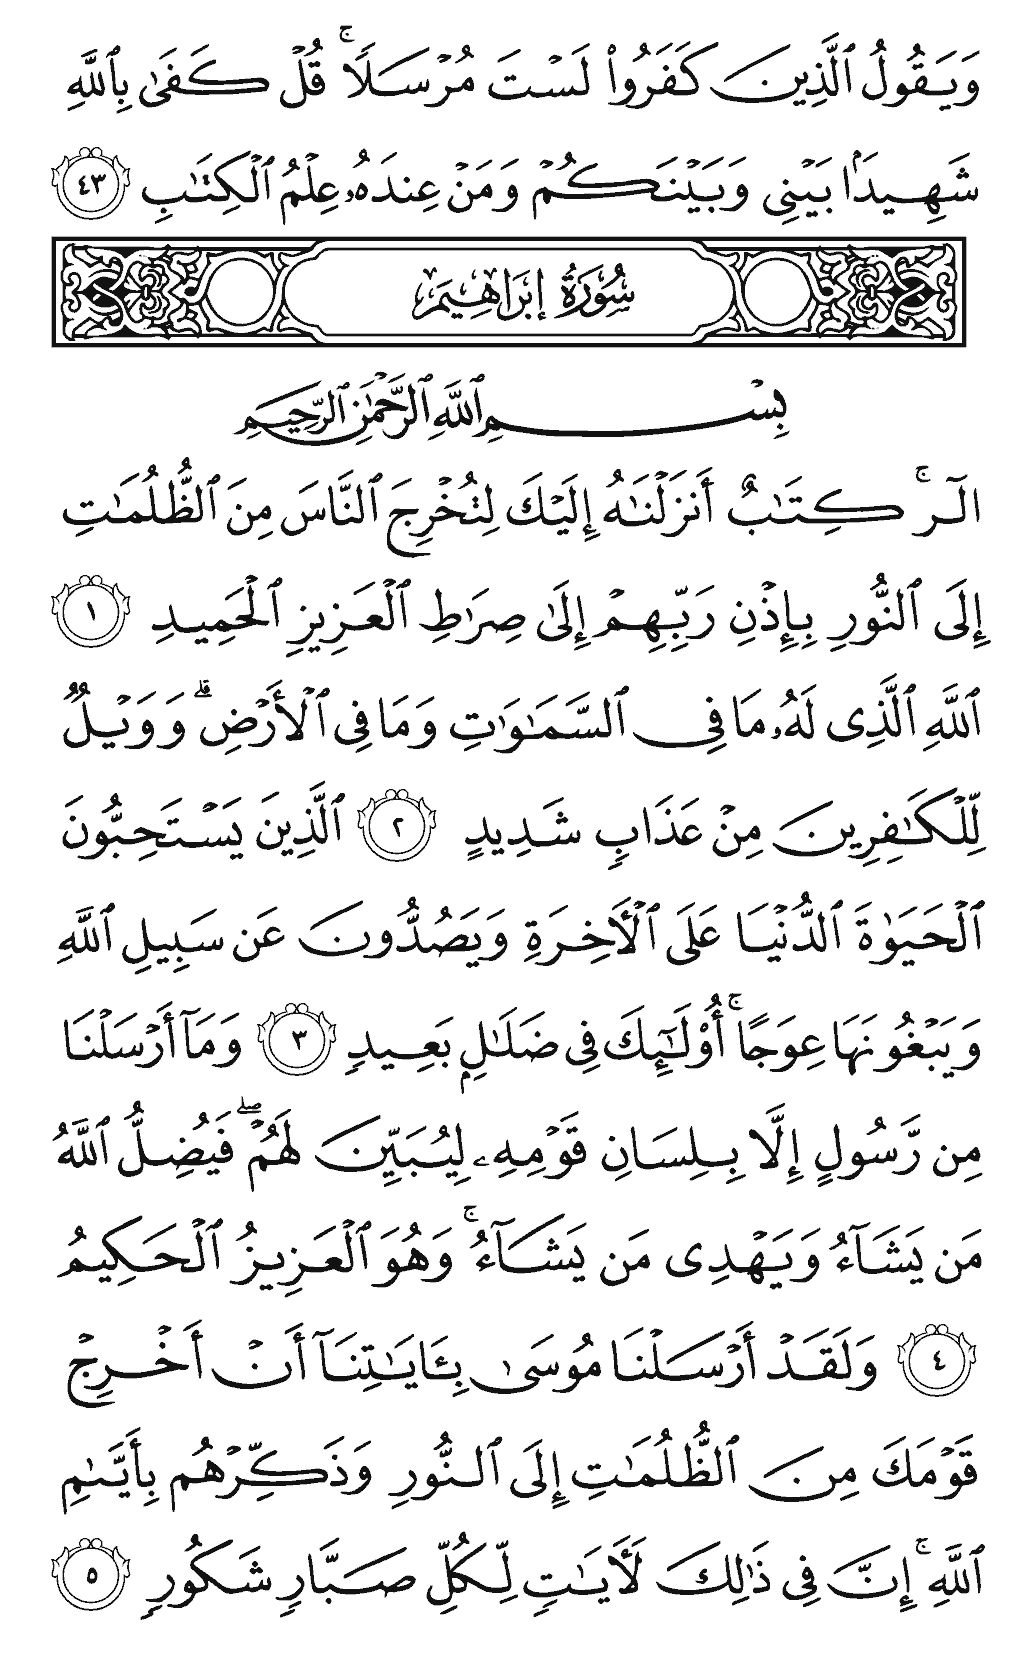 وَيَقُولُ ٱلَّذِينَ كَفَرُوا۟ لَسْتَ مُرْسَلًا ۚ قُلْ كَفَىٰ بِٱللَّهِ
شَهِيدًۢا بَيْنِى وَبَيْنَكُمْ وَمَنْ عِندَهُۥ عِلْمُ ٱلْكِتَـٰبِ ٤٣
سُورَةُ إِبْرَاهِيمَ
بِسْمِ ٱللَّهِ ٱلرَّحْمَـٰنِ ٱلرَّحِيمِ
الٓر ۚ كِتَـٰبٌ أَنزَلْنَـٰهُ إِلَيْكَ لِتُخْرِجَ ٱلنَّاسَ مِنَ ٱلظُّلُمَـٰتِ
إِلَى ٱلنُّورِ بِإِذْنِ رَبِّهِمْ إِلَىٰ صِرَٰطِ ٱلْعَزِيزِ ٱلْحَمِيدِ ١
ٱللَّهِ ٱلَّذِى لَهُۥ مَا فِى ٱلسَّمَـٰوَٰتِ وَمَا فِى ٱلْأَرْضِ ۗ وَوَيْلٌ
لِّلْكَـٰفِرِينَ مِنْ عَذَابٍ شَدِيدٍ ٢ ٱلَّذِينَ يَسْتَحِبُّونَ
ٱلْحَيَوٰةَ ٱلدُّنْيَا عَلَى ٱلْـَٔاخِرَةِ وَيَصُدُّونَ عَن سَبِيلِ ٱللَّهِ
وَيَبْغُونَهَا عِوَجًا ۚ أُو۟لَـٰٓئِكَ فِى ضَلَـٰلٍۭ بَعِيدٍ ٣ وَمَآ أَرْسَلْنَا
مِن رَّسُولٍ إِلَّا بِلِسَانِ قَوْمِهِۦ لِيُبَيِّنَ لَهُمْ ۖ فَيُضِلُّ ٱللَّهُ
مَن يَشَآءُ وَيَهْدِى مَن يَشَآءُ ۚ وَهُوَ ٱلْعَزِيزُ ٱلْحَكِيمُ
٤ وَلَقَدْ أَرْسَلْنَا مُوسَىٰ بِـَٔايَـٰتِنَآ أَنْ أَخْرِجْ
قَوْمَكَ مِنَ ٱلظُّلُمَـٰتِ إِلَى ٱلنُّورِ وَذَكِّرْهُم بِأَيَّىٰمِ
ٱللَّهِ ۚ إِنَّ فِى ذَٰلِكَ لَـَٔايَـٰتٍ لِّكُلِّ صَبَّارٍ شَكُورٍ ٥